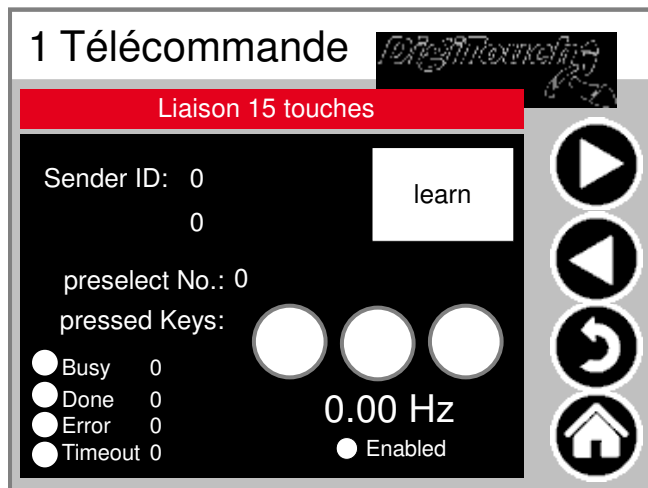 1 Télécommande
DigiTouch
Liaison 15 touches
Sender ID: 0
learn
0
preselect No.: 0
pressed Keys:
Busy 0
Done 0
Error 0
Timeout 0
0.00 Hz
Enabled